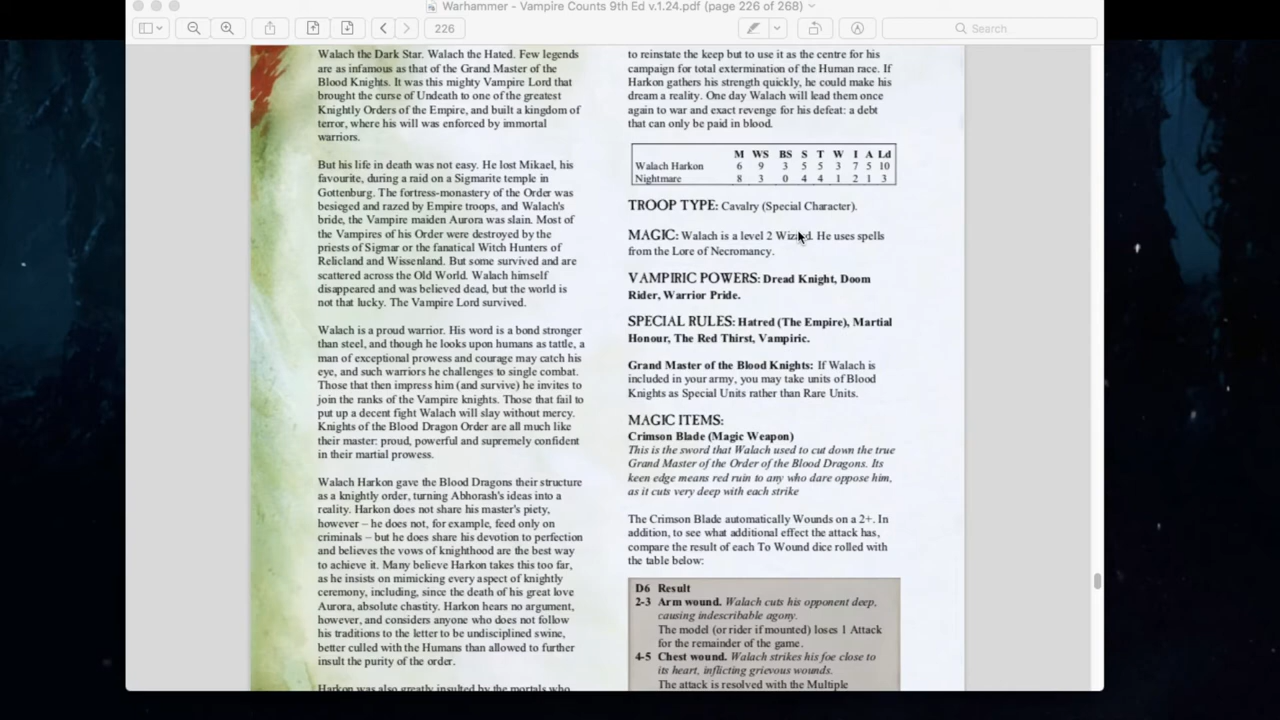 Warhammer - Vampire Counts 9th Ed v.1.24.pdf (page 226 of 268)
226
Search
Walach the Dark Star. Walach the Hated. Few legends
are as infamous as that of the Grand Master of the
Blood Knights. It was this mighty Vampire Lord that
brought the curse of Undeath to one of the greatest
Knightly Orders of the Empire, and built a kingdom of
terror, where his will was enforced by immortal
warriors.
But his life in death was not easy. He lost Mikael, his
favourite, during a raid on a Sigmarite temple in
Gottenburg. The fortress-monastery of the Order was
besieged and razed by Empire troops, and Walach's
bride, the Vampire maiden Aurora was slain. Most of
the Vampires of his Order were destroyed by the
priests of Sigmar or the fanatical Witch Hunters of
Relicland and Wissenland. But some survived and are
scattered across the Old World. Walach himself
disappeared and was believed dead, but the world is
not that lucky. The Vampire Lord survived.
Walach is a proud warrior. His word is a bond stronger
than steel, and though he looks upon humans as tattle, a
man of exceptional prowess and courage may catch his
eye, and such warriors he challenges to single combat.
Those that then impress him (and survive) he invites to
join the ranks of the Vampire knights. Those that fail to
put up a decent fight Walach will slay without mercy.
Knights of the Blood Dragon Order are all much like
their master: proud, powerful and supremely confident
in their martial prowess.
Walach Harkon gave the Blood Dragons their structure
as a knightly order, turning Abhorash's ideas into a
reality. Harkon does not share his master's piety,
however – he does not, for example, feed only on
criminals – but he does share his devotion to perfection
and believes the vows of knighthood are the best way
to achieve it. Many believe Harkon takes this too far,
as he insists on mimicking every aspect of knightly
ceremony, including, since the death of his great love
Aurora, absolute chastity. Harkon hears no argument,
however, and considers anyone who does not follow
his traditions to the letter to be undisciplined swine,
better culled with the Humans than allowed to further
insult the purity of the order.
Harkon was also greatly insulted by the mortals who
to reinstate the keep but to use it as the centre for his
campaign for total extermination of the Human race. If
Harkon gathers his strength quickly, he could make his
dream a reality. One day Walach will lead them once
again to war and exact revenge for his defeat: a debt
that can only be paid in blood.
M WS BS S T W I A Ld
Walach Harkon 6 9 3 5 5 3 7 5 10
Nightmare 8 3 0 4 4 1 2 1 3
TROOP TYPE: Cavalry (Special Character).
MAGIC: Walach is a level 2 Wizard. He uses spells
from the Lore of Necromancy.
VAMPIRIC POWERS: Dread Knight, Doom
Rider, Warrior Pride.
SPECIAL RULES: Hatred (The Empire), Martial
Honour, The Red Thirst, Vampiric.
Grand Master of the Blood Knights: If Walach is
included in your army, you may take units of Blood
Knights as Special Units rather than Rare Units.
MAGIC ITEMS:
Crimson Blade (Magic Weapon)
This is the sword that Walach used to cut down the true
Grand Master of the Order of the Blood Dragons. Its
keen edge means red ruin to any who dare oppose him,
as it cuts very deep with each strike
The Crimson Blade automatically Wounds on a 2+. In
addition, to see what additional effect the attack has,
compare the result of each To Wound dice rolled with
the table below:
D6 Result
2-3 Arm wound. Walach cuts his opponent deep,
causing indescribable agony.
The model (or rider if mounted) loses 1 Attack
for the remainder of the game.
4-5 Chest wound. Walach strikes his foe close to
its heart, inflicting grievous wounds.
The attack is resolved with the Multiple